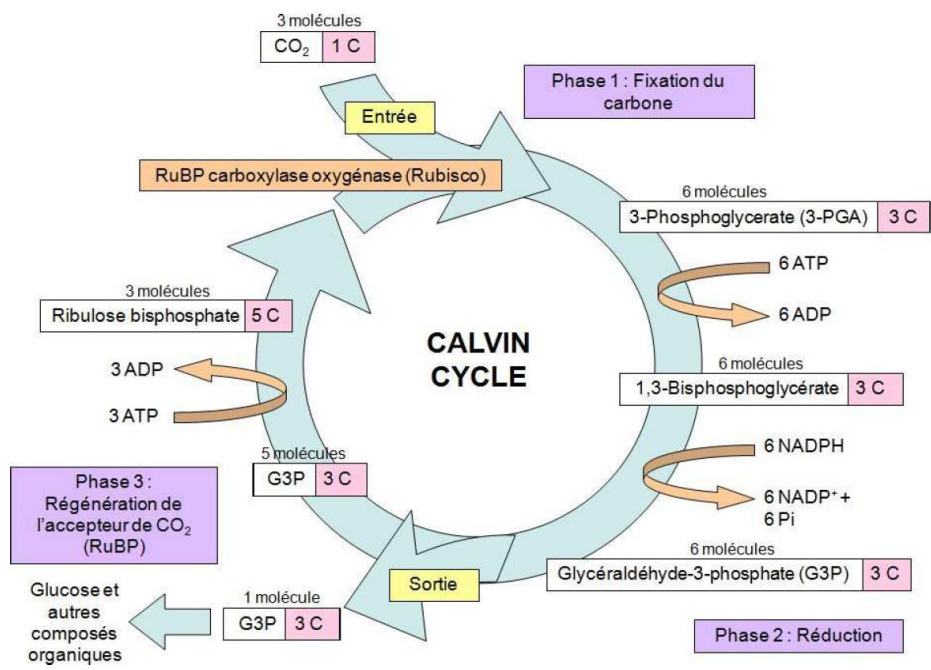 3 molécules
CO₂ 1 C
Phase 1 : Fixation du
carbone
Entrée
RuBP carboxylase oxygénase (Rubisco)
6 molécules
3-Phosphoglycerate (3-PGA) 3 C
6 ATP
6 ADP
3 molécules
Ribulose bisphosphate 5 C
CALVIN
CYCLE
3 ADP
3 ATP
6 molécules
1,3-Bisphosphoglycérate 3 C
6 NADPH
6 NADP⁺ +
6 Pi
5 molécules
G3P 3 C
Phase 3 :
Régénération de
l'accepteur de CO₂
(RuBP)
6 molécules
Glycéraldéhyde-3-phosphate (G3P) 3 C
Sortie
1 molécule
G3P 3 C
Glucose et
autres
composés
organiques
Phase 2 : Réduction